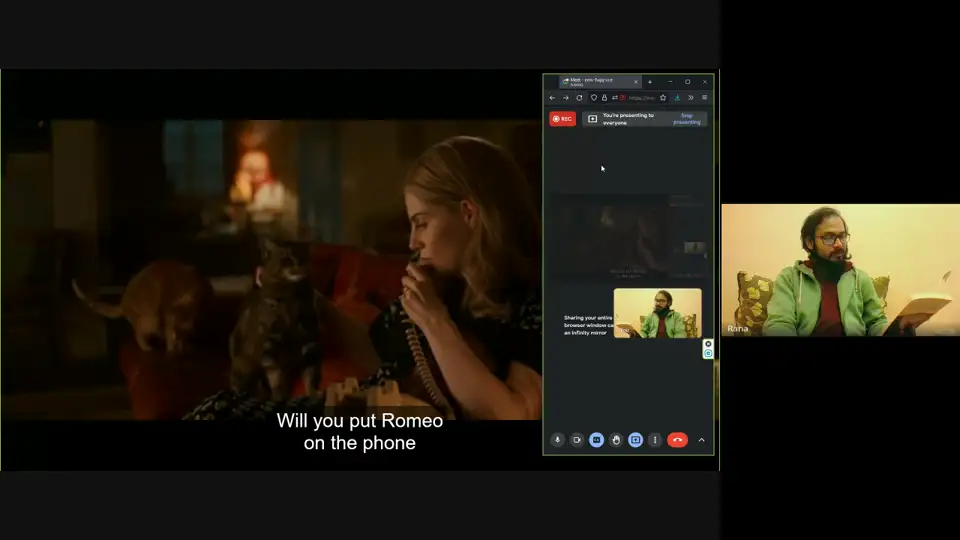 REC
You're presenting to
everyone
Stop
presenting
Sharing your entire
browser window ca
an infinity mirror
Rana
Will you put Romeo
on the phone